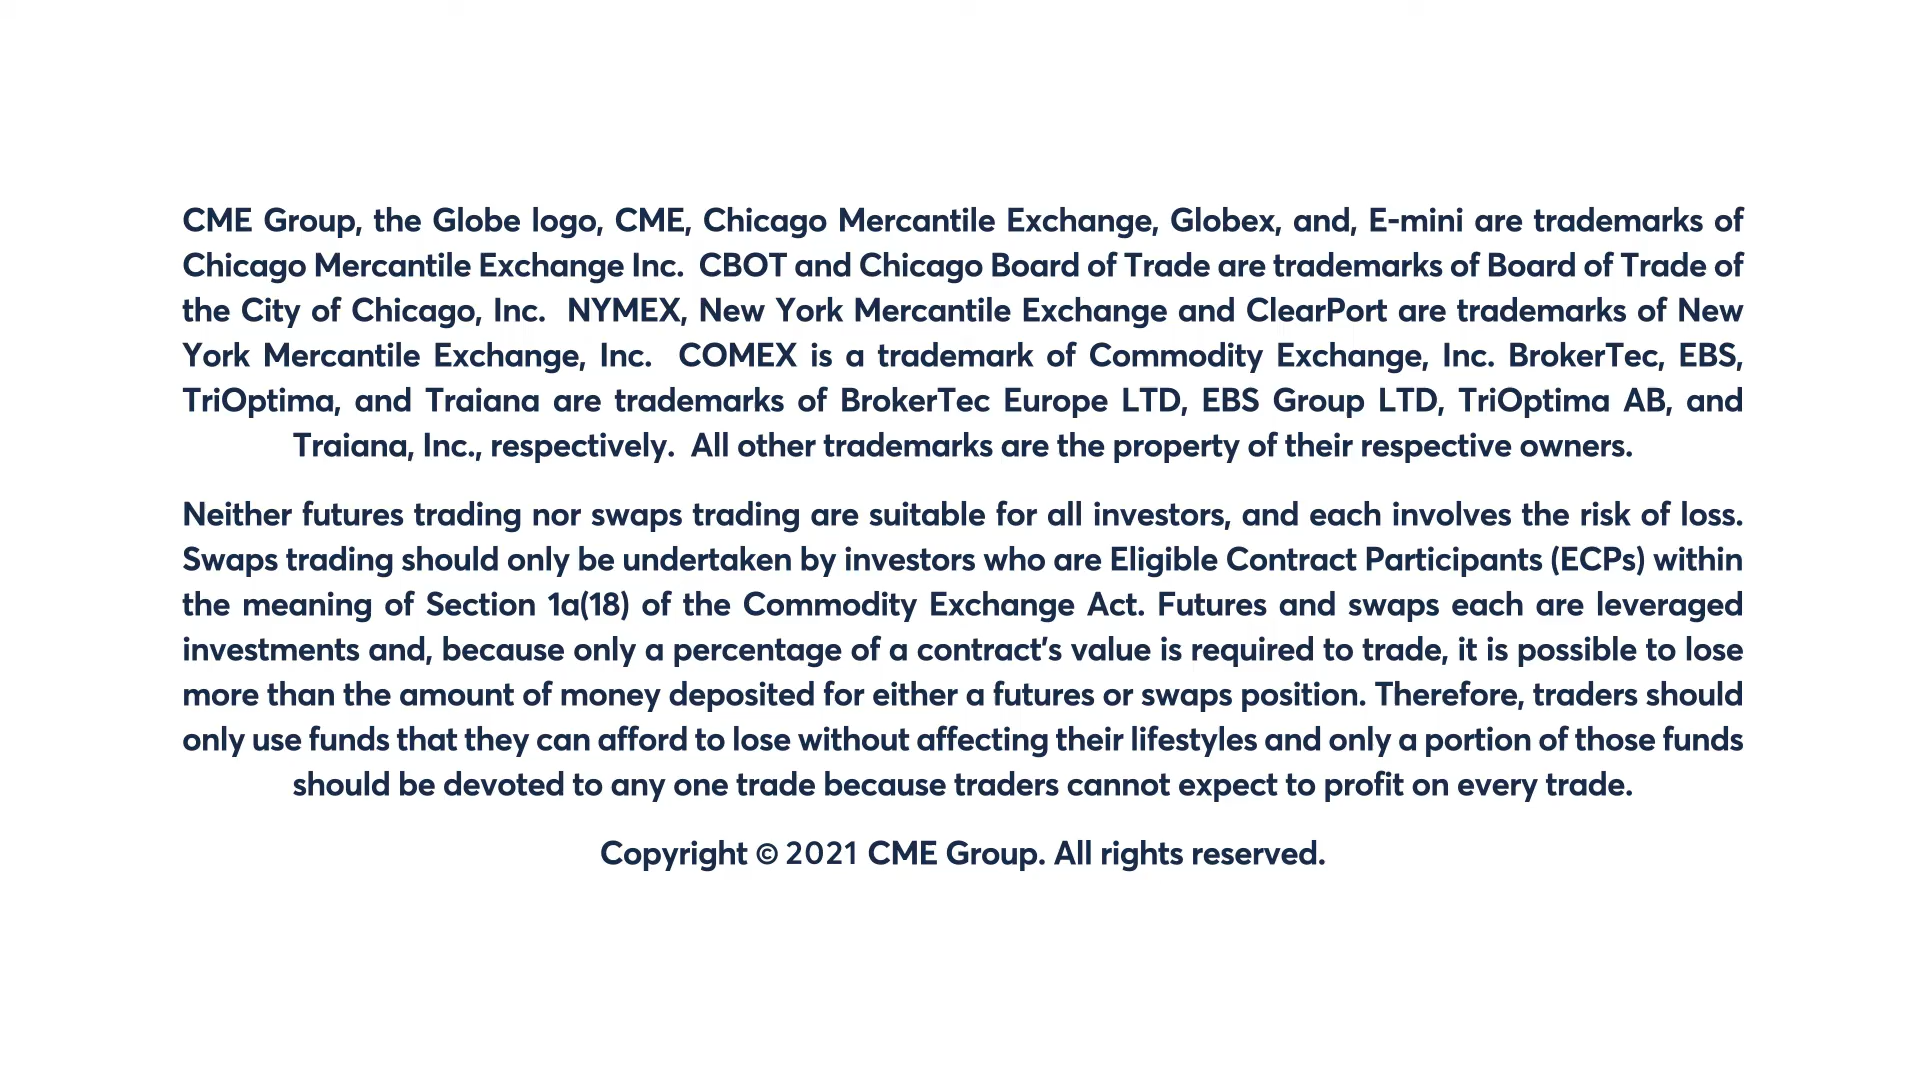 CME Group, the Globe logo, CME, Chicago Mercantile Exchange, Globex, and, E-mini are trademarks of
Chicago Mercantile Exchange Inc.  CBOT and Chicago Board of Trade are trademarks of Board of Trade of
the City of Chicago, Inc.  NYMEX, New York Mercantile Exchange and ClearPort are trademarks of New
York Mercantile Exchange, Inc.  COMEX is a trademark of Commodity Exchange, Inc. BrokerTec, EBS,
TriOptima, and Traiana are trademarks of BrokerTec Europe LTD, EBS Group LTD, TriOptima AB, and
Traiana, Inc., respectively.  All other trademarks are the property of their respective owners.
Neither futures trading nor swaps trading are suitable for all investors, and each involves the risk of loss.
Swaps trading should only be undertaken by investors who are Eligible Contract Participants (ECPs) within
the meaning of Section 1a(18) of the Commodity Exchange Act. Futures and swaps each are leveraged
investments and, because only a percentage of a contract's value is required to trade, it is possible to lose
more than the amount of money deposited for either a futures or swaps position. Therefore, traders should
only use funds that they can afford to lose without affecting their lifestyles and only a portion of those funds
should be devoted to any one trade because traders cannot expect to profit on every trade.
Copyright © 2021 CME Group. All rights reserved.